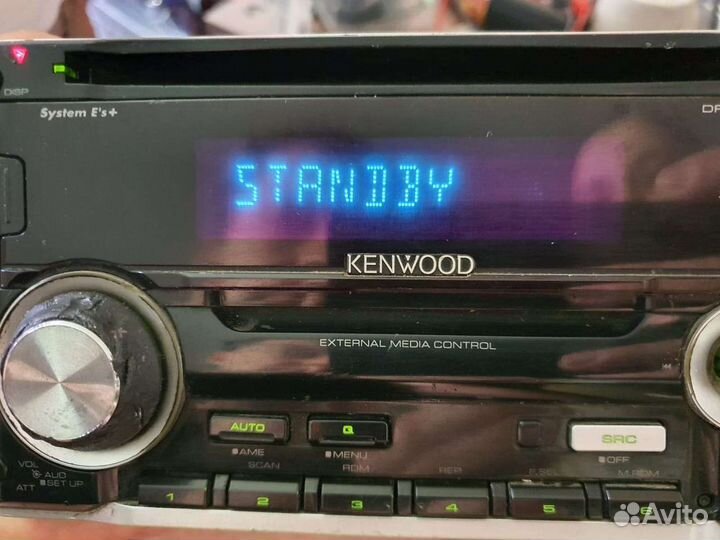 DISP
System E's+
STANDBY
KENWOOD
EXTERNAL MEDIA CONTROL
AUTO
Q
SRC
AME
MENU
OFF
VOL
AUD
ATT
SET UP
SCAN
RDM
REP
F.SEL
M.RDM
1
2
3
4
5
6
Avito